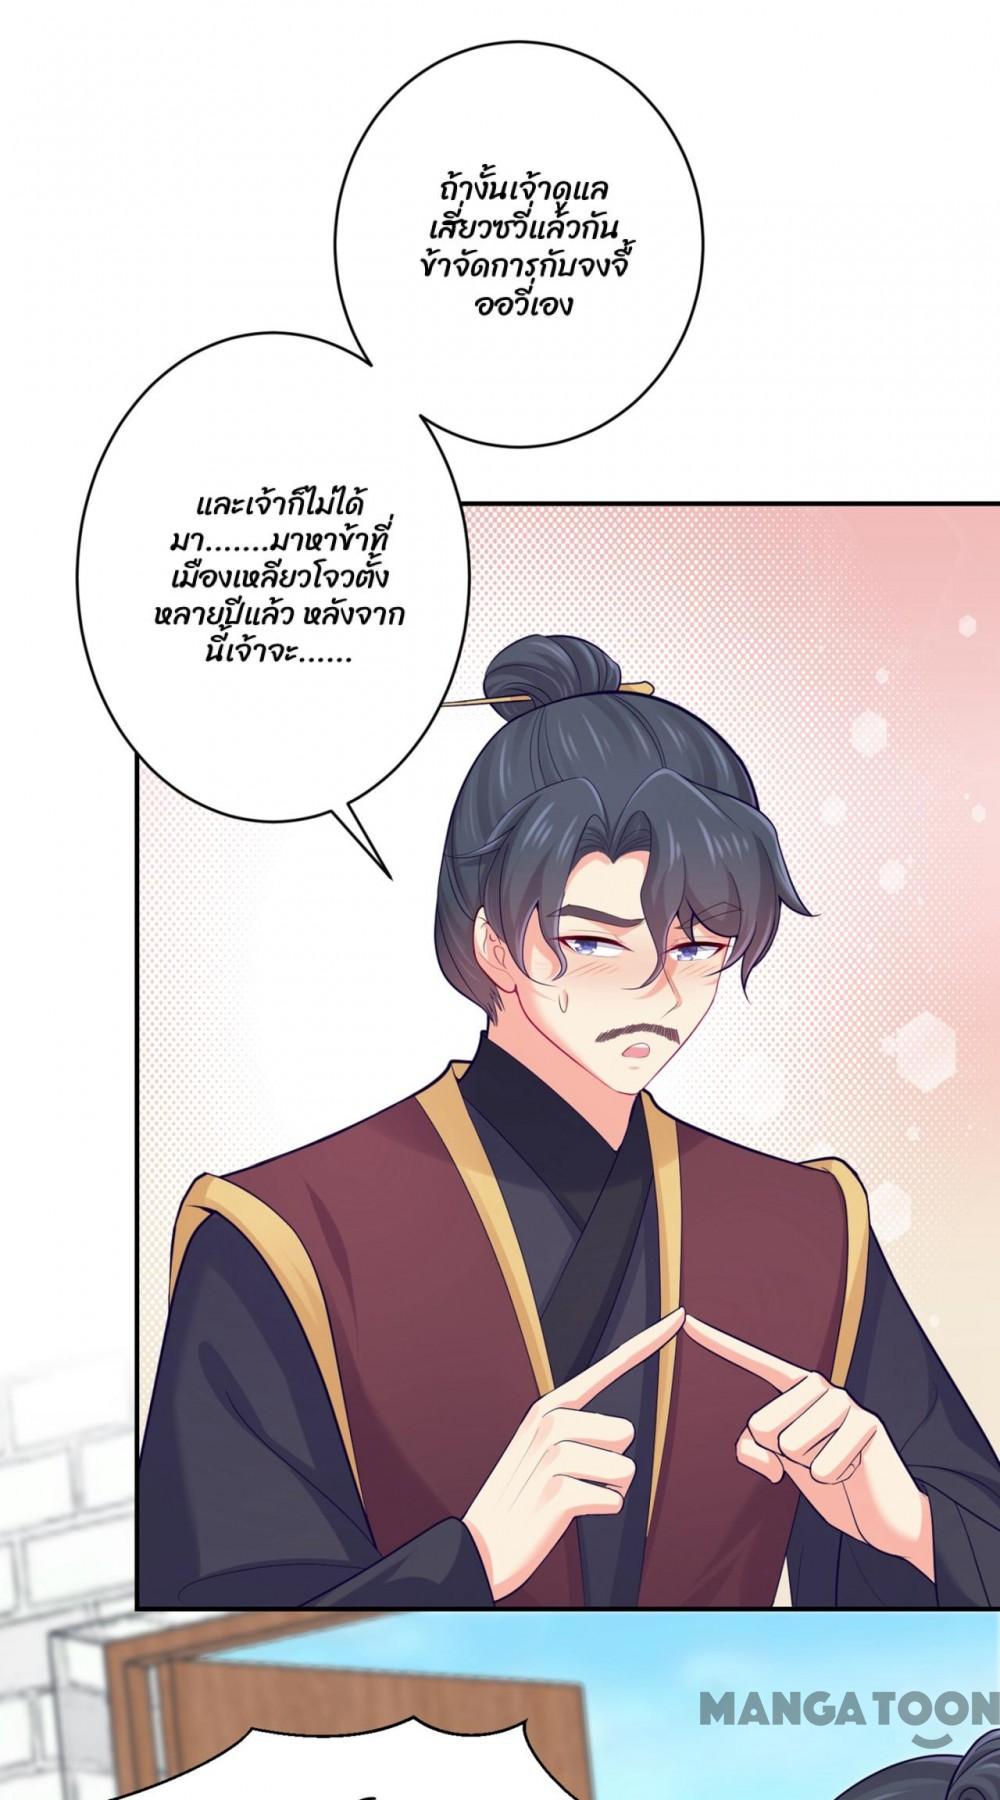 ถ้างั้นเจ้าดูแล
เสี่ยวซวี่แล้วกัน
ข้าจัดการกับจงจี้
ออวี่เอง
และเจ้าก็ไม่ได้
มา.......มาหาข้าที่
เมืองเหลียวโจวตั้ง
หลายปีแล้ว หลังจาก
นี้เจ้าจะ......
MANGATOON